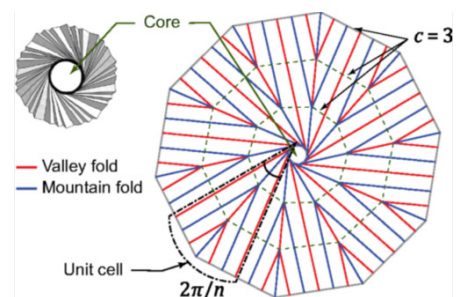 Core
c = 3
Valley fold
Mountain fold
Unit cell
2π/n